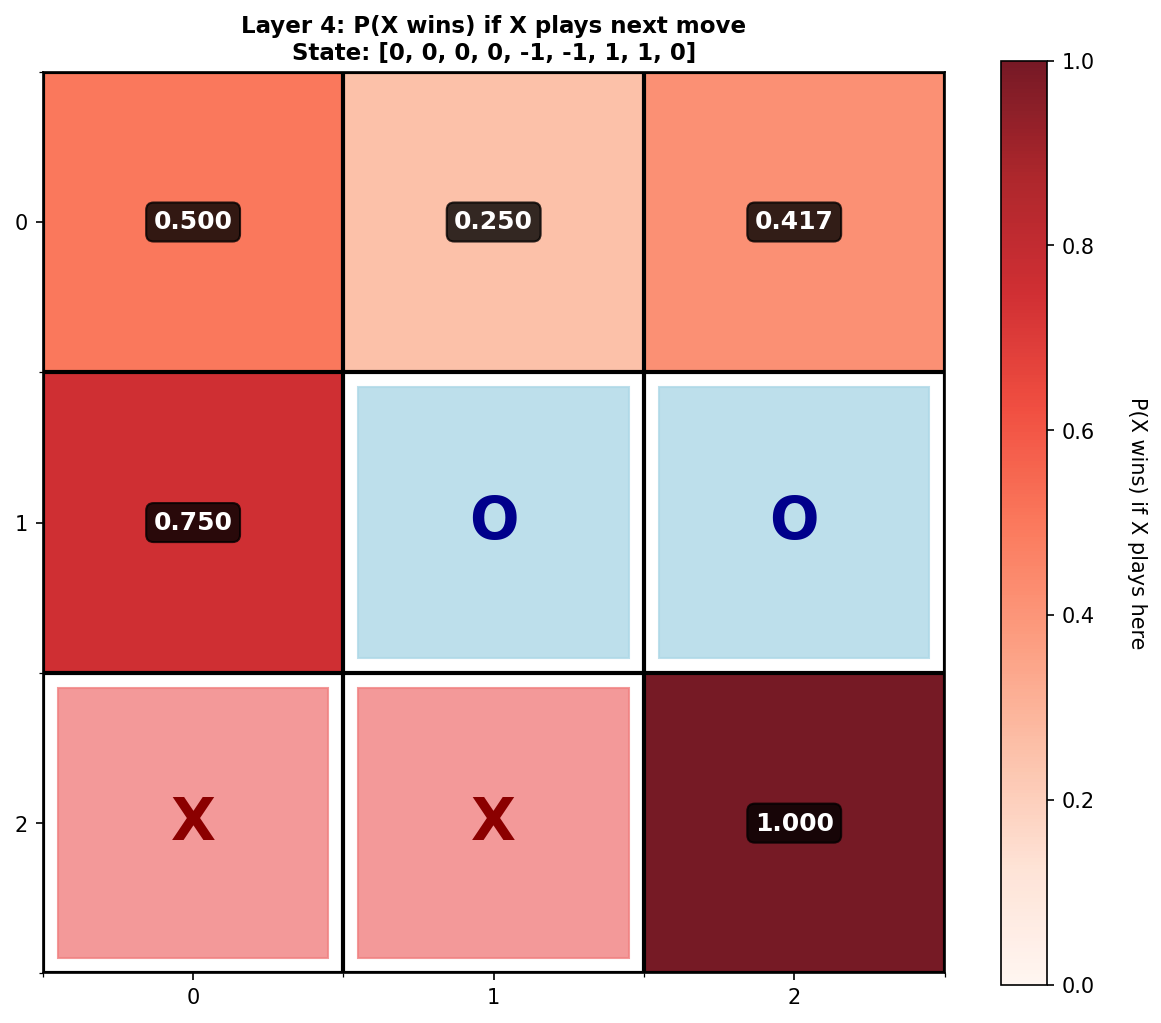 Layer 4: P(X wins) if X plays next move
State: [0, 0, 0, 0, -1, -1, 1, 1, 0]
0.500 0.250 0.417
0.750 O O
X X 1.000
0
1
2
0 1 2
1.0
0.8
0.6
0.4
0.2
0.0
P(X wins) if X plays here